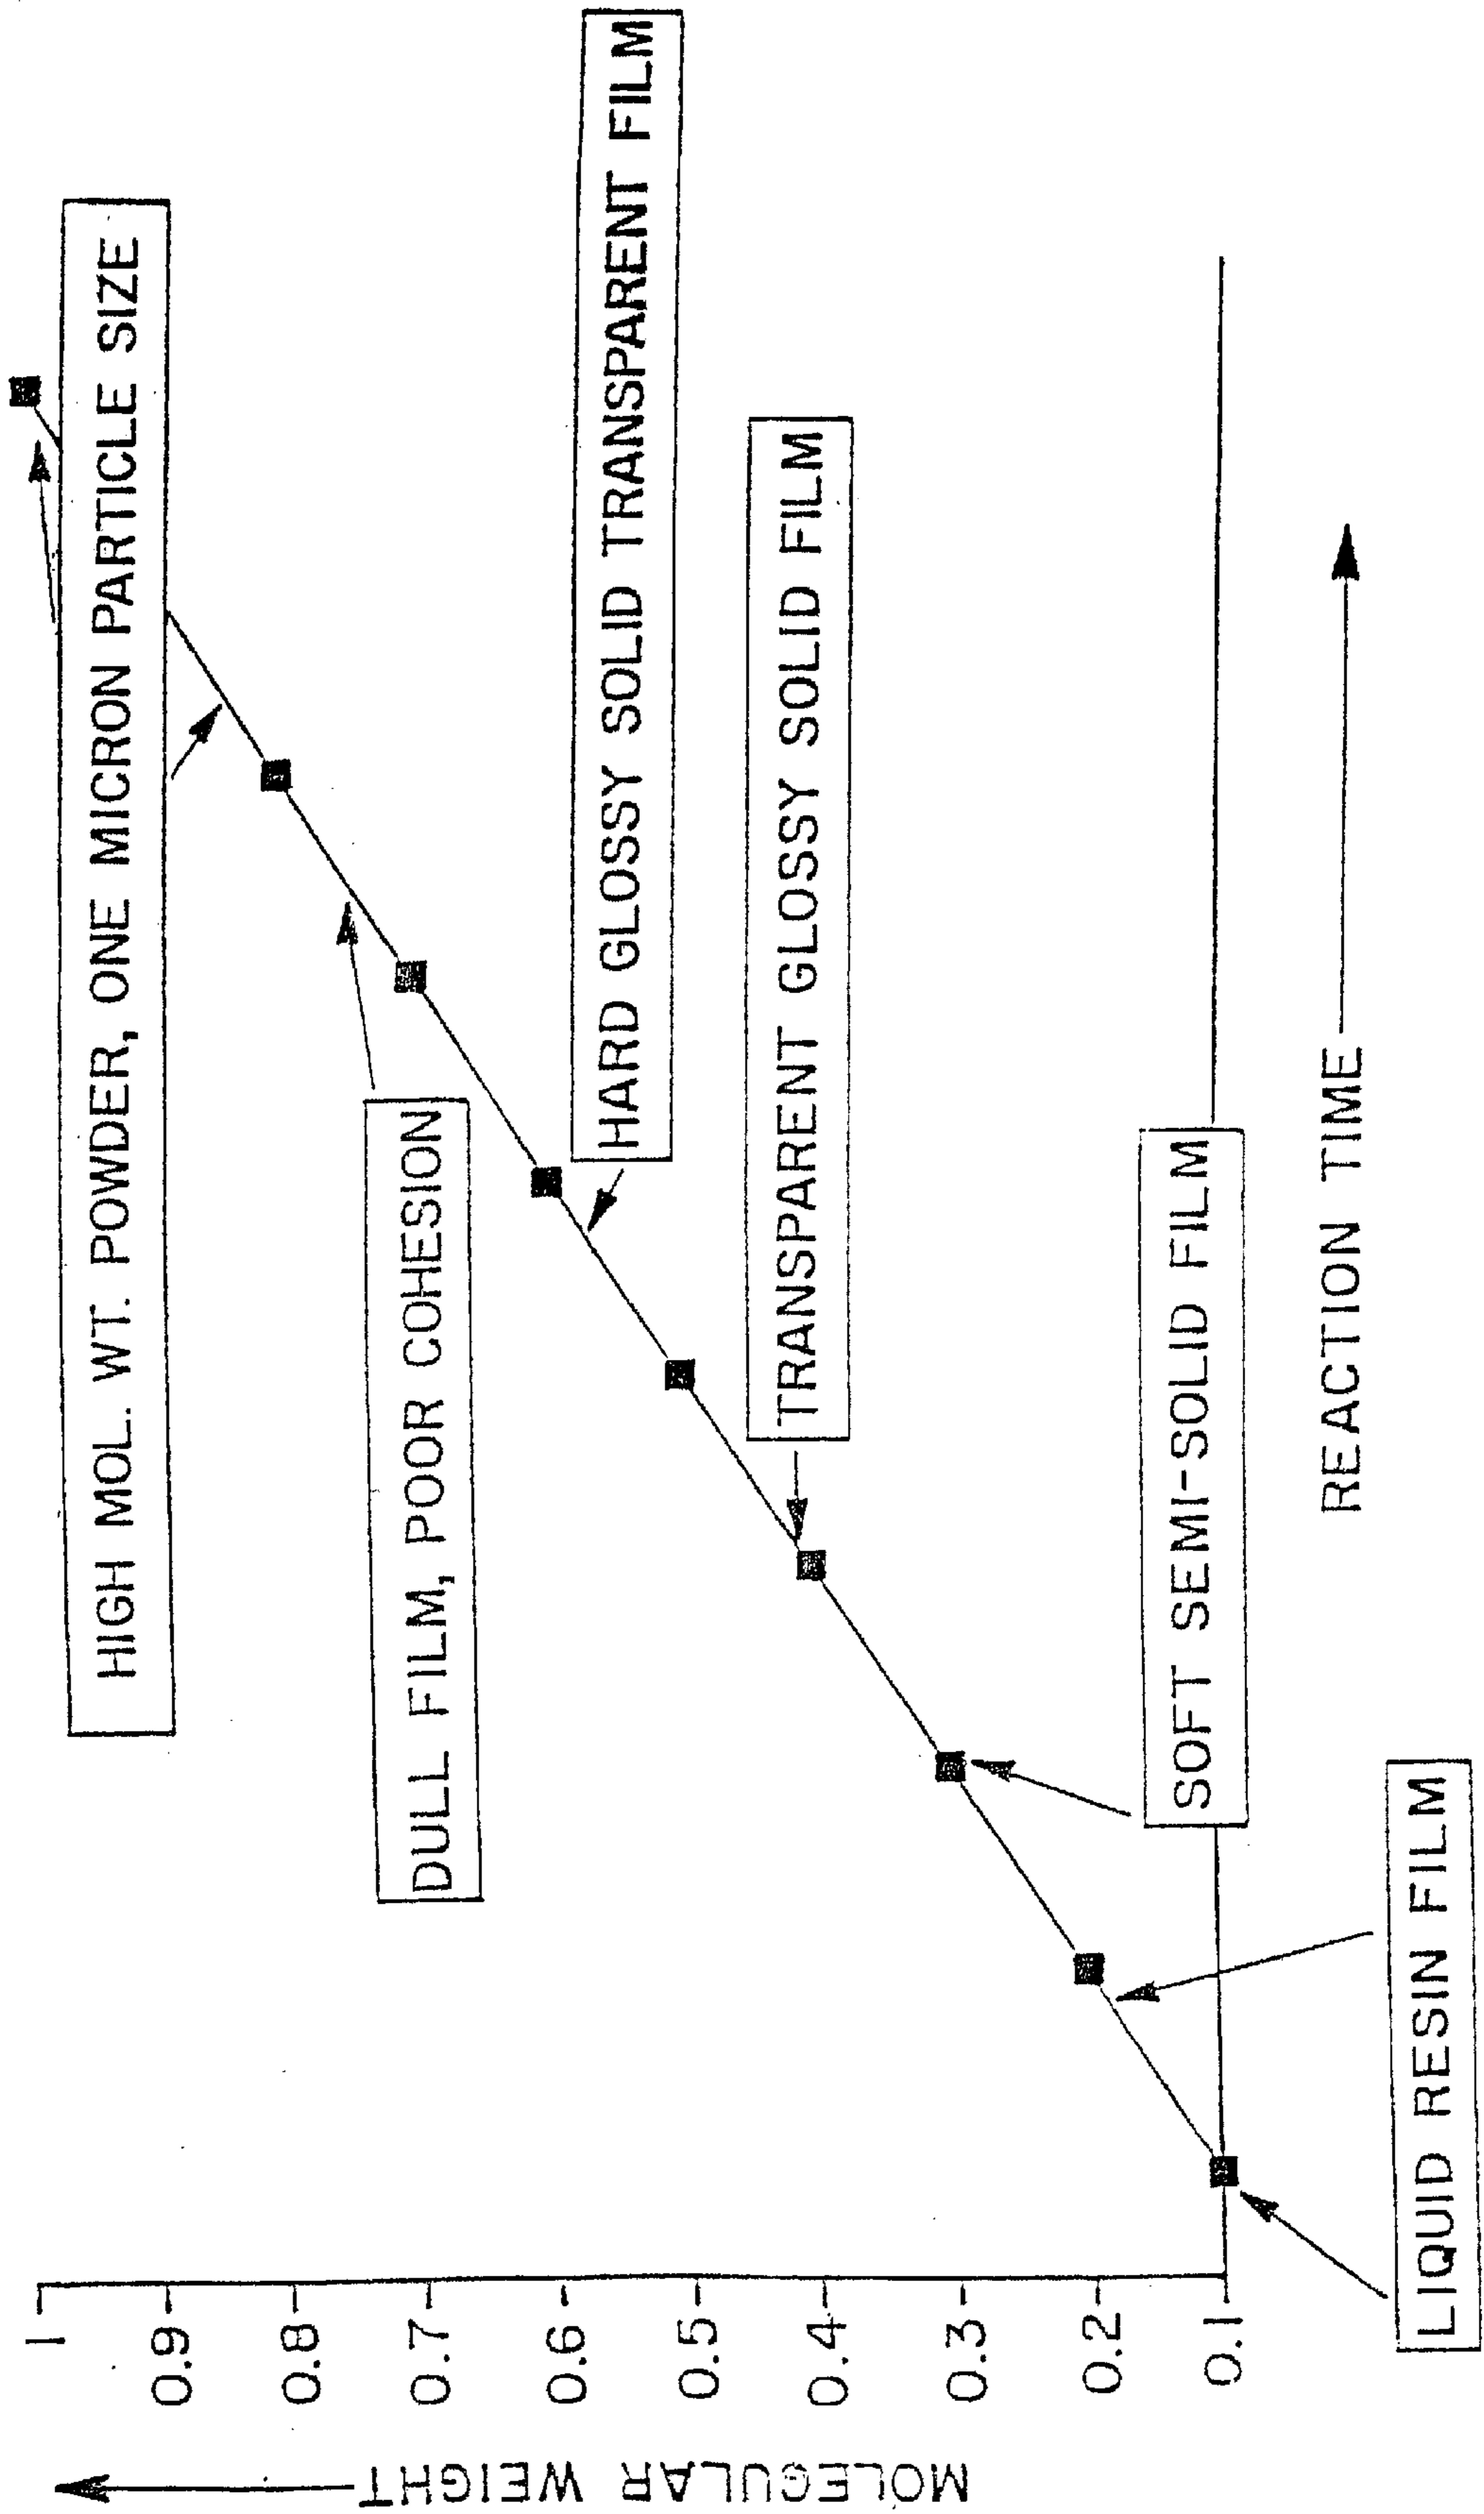 HIGH MOL. WT. POWDER, ONE MICRON PARTICLE SIZE
DULL FILM, POOR COHESION
HARD GLOSSY SOLID TRANSPARENT FILM
TRANSPARENT GLOSSY SOLID FILM
SOFT SEMI-SOLID FILM
LIQUID RESIN FILM
MOLECULAR WEIGHT
1
0.9
0.8
0.7
0.6
0.5
0.4
0.3
0.2
0.1
REACTION TIME